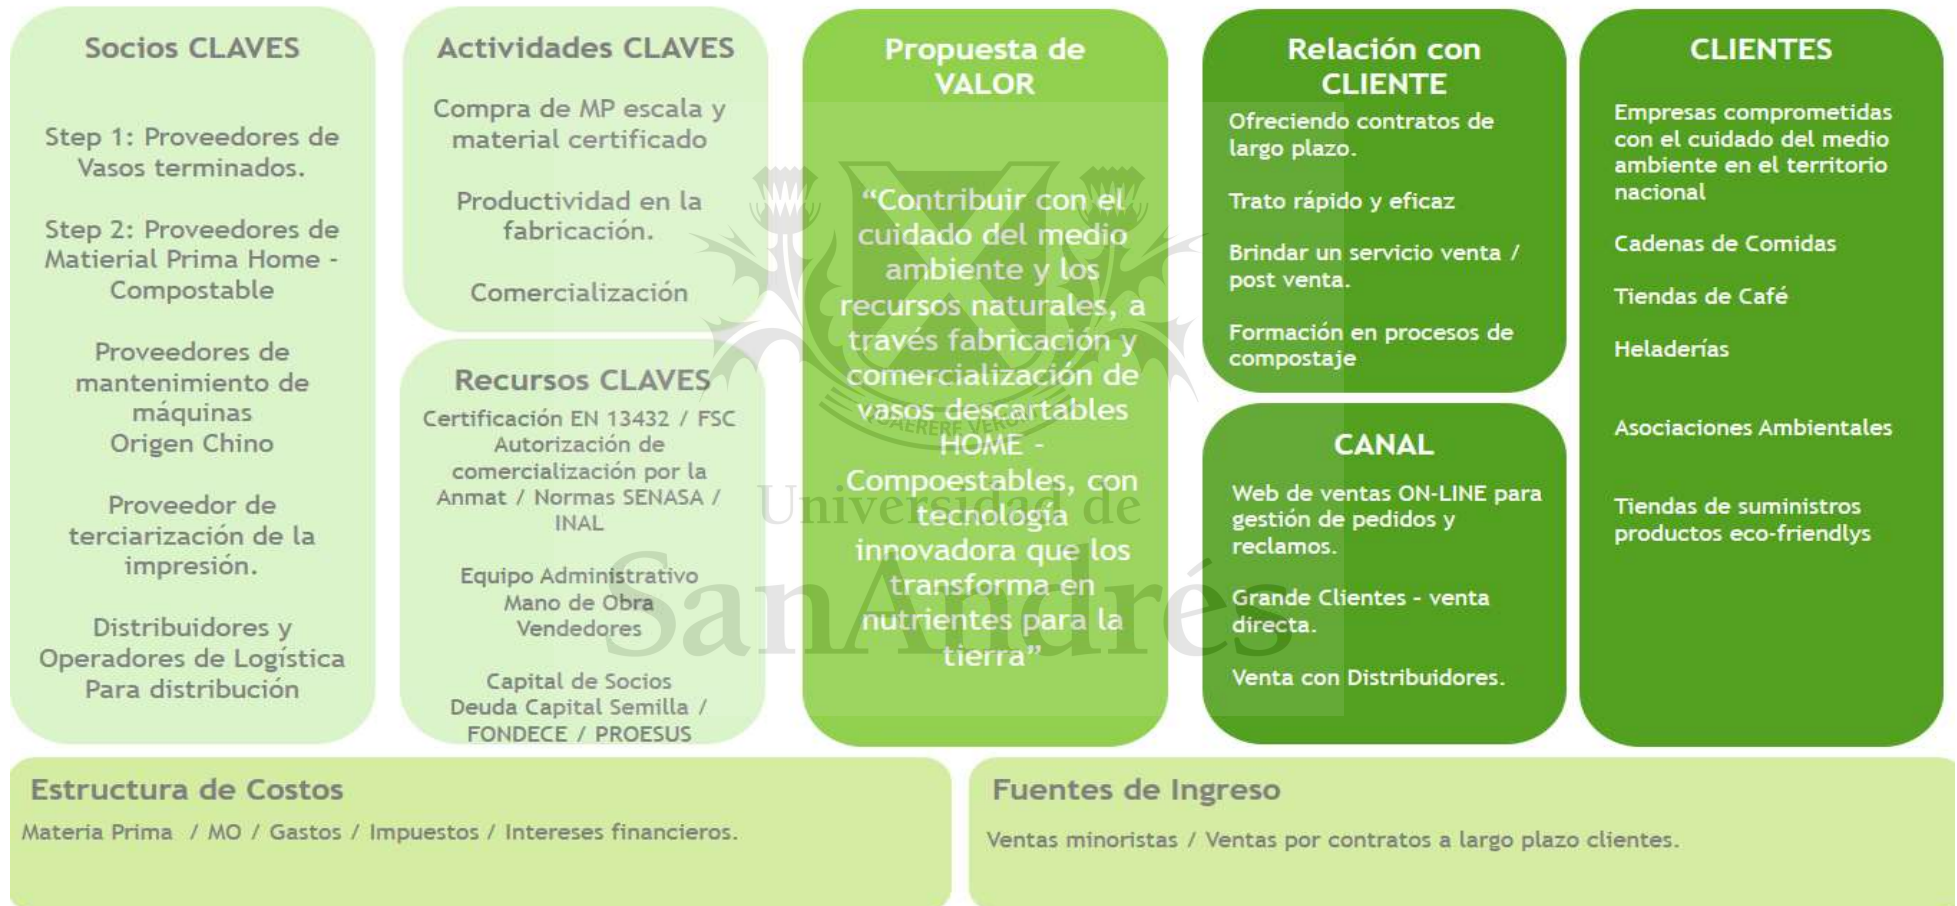 Socios CLAVES
Step 1: Proveedores de
Vasos terminados.
Step 2: Proveedores de
Matierial Prima Home -
Compostable
Proveedores de
mantenimiento de
máquinas
Origen Chino
Proveedor de
terciarización de la
impresión.
Distribuidores y
Operadores de Logística
Para distribución
Actividades CLAVES
Compra de MP escala y
material certificado
Productividad en la
fabricación.
Comercialización
Recursos CLAVES
Certificación EN 13432 / FSC
Autorización de
comercialización por la
Anmat / Normas SENASA /
INAL
Equipo Administrativo
Mano de Obra
Vendedores
Capital de Socios
Deuda Capital Semilla /
FONDECE / PROESUS
Propuesta de
VALOR
“Contribuir con el
cuidado del medio
ambiente y los
recursos naturales, a
través fabricación y
comercialización de
vasos descartables
HOME -
Compoestables, con
tecnología
innovadora que los
transforma en
nutrientes para la
tierra”
Relación con
CLIENTE
Ofreciendo contratos de
largo plazo.
Trato rápido y eficaz
Brindar un servicio venta /
post venta.
Formación en procesos de
compostaje
CANAL
Web de ventas ON-LINE para
gestión de pedidos y
reclamos.
Grande Clientes - venta
directa.
Venta con Distribuidores.
CLIENTES
Empresas comprometidas
con el cuidado del medio
ambiente en el territorio
nacional
Cadenas de Comidas
Tiendas de Café
Heladerías
Asociaciones Ambientales
Tiendas de suministros
productos eco-friendlys
Estructura de Costos
Materia Prima / MO / Gastos / Impuestos / Intereses financieros.
Fuentes de Ingreso
Ventas minoristas / Ventas por contratos a largo plazo clientes.
QUAERERE VERUM
Universidad de
SanAndrés